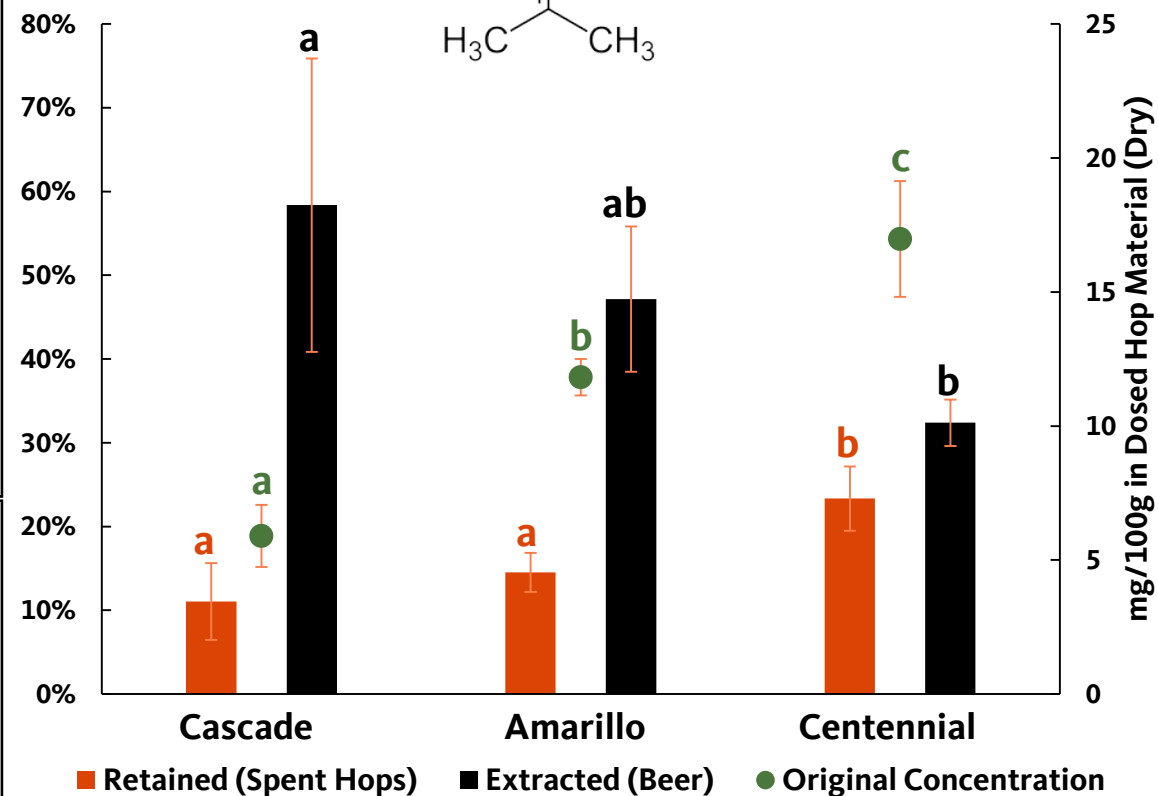 H3C CH3
80%
70%
60%
50%
40%
30%
20%
10%
0%
25
20
15
10
5
0
mg/100g in Dosed Hop Material (Dry)
a
a
a
a
b
ab
b
c
b
Cascade Amarillo Centennial
Retained (Spent Hops) Extracted (Beer) Original Concentration